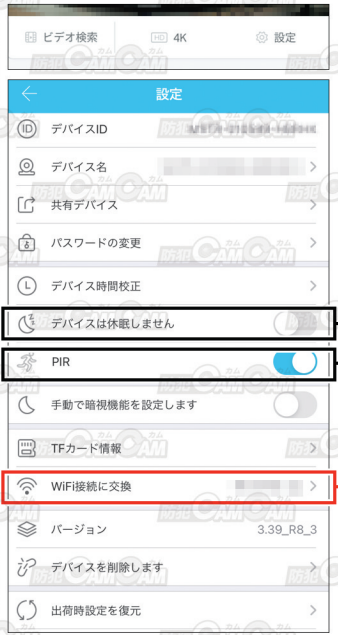 ビデオ検索 HD 4K 設定
設定
ID デバイスID
デバイス名
共有デバイス
パスワードの変更
デバイス時間校正
デバイスは休眠しません
PIR
手動で暗視機能を設定します
TFカード情報
WiFi接続に交換
バージョン 3.39_R8_3
デバイスを削除します
出荷時設定を復元